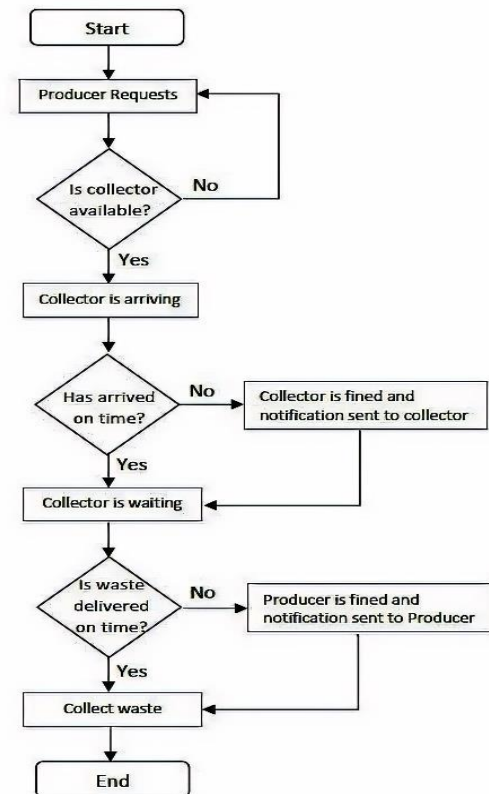 Start
Producer Requests
Is collector
available?
No
Yes
Collector is arriving
Has arrived
on time?
No
Collector is fined and
notification sent to collector
Yes
Collector is waiting
Is waste
delivered
on time?
No
Producer is fined and
notification sent to Producer
Yes
Collect waste
End